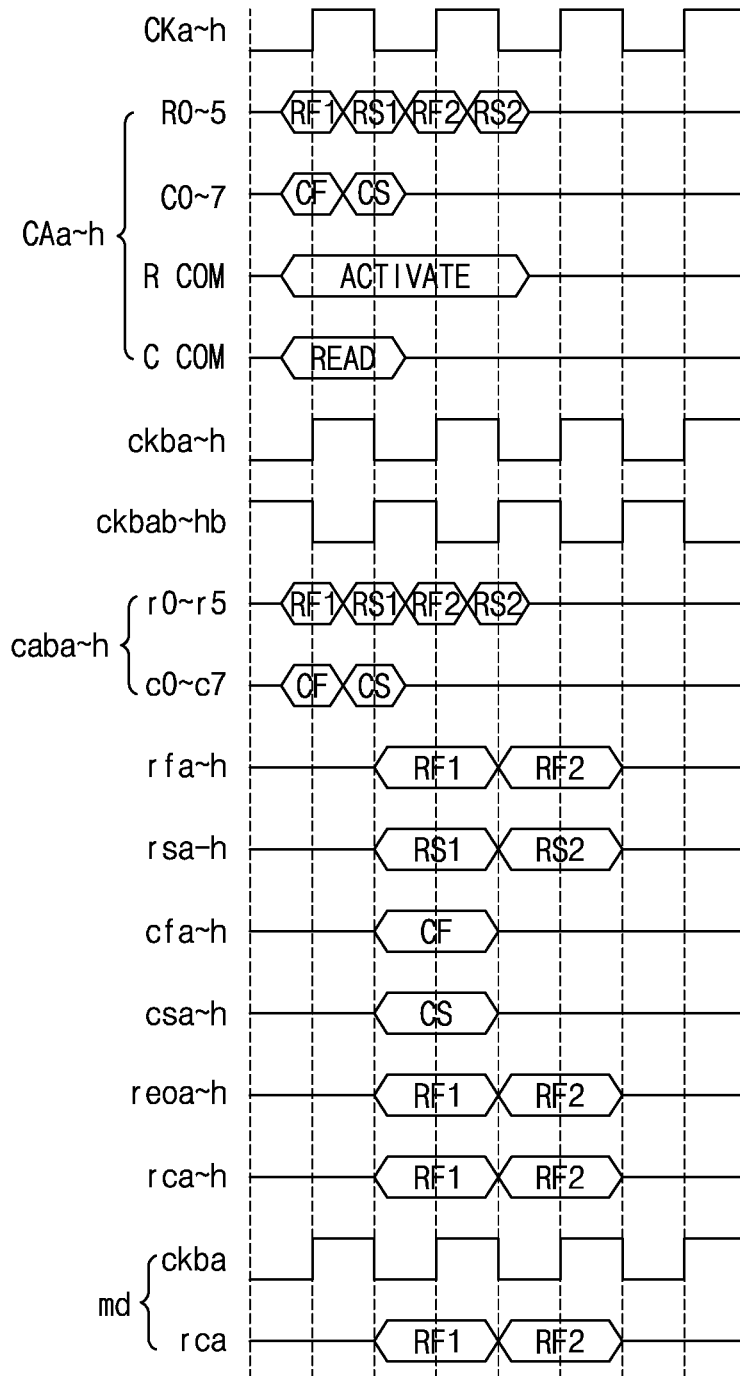 CKa~h
R0~5 RF1 RS1 RF2 RS2
C0~7 CF CS
CAa~h
R COM ACTIVATE
C COM READ
ckba~h
ckbab~hb
r0~r5 RF1 RS1 RF2 RS2
caba~h
c0~c7 CF CS
rfa~h RF1 RF2
rsa-h RS1 RS2
cfa~h CF
csa~h CS
reoa~h RF1 RF2
rca~h RF1 RF2
ckba
md
rca RF1 RF2